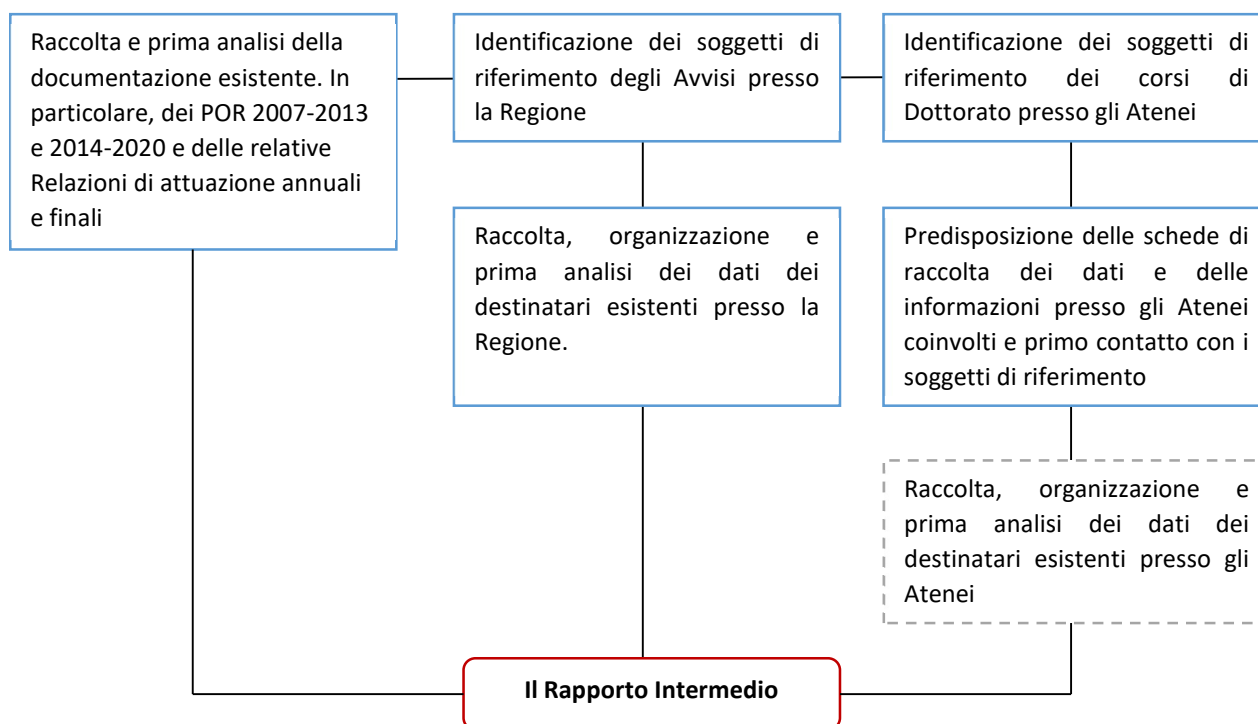 Raccolta e prima analisi della
documentazione esistente. In
particolare, dei POR 2007-2013
e 2014-2020 e delle relative
Relazioni di attuazione annuali
e finali
Identificazione dei soggetti di
riferimento degli Avvisi presso
la Regione
Identificazione dei soggetti di
riferimento dei corsi di
Dottorato presso gli Atenei
Raccolta, organizzazione e
prima analisi dei dati dei
destinatari esistenti presso la
Regione.
Predisposizione delle schede di
raccolta dei dati e delle
informazioni presso gli Atenei
coinvolti e primo contatto con i
soggetti di riferimento
Raccolta, organizzazione e
prima analisi dei dati dei
destinatari esistenti presso gli
Atenei
Il Rapporto Intermedio